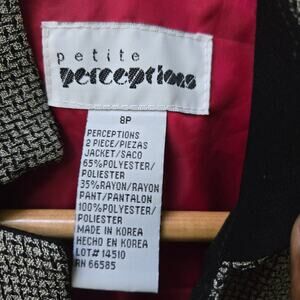 petite
perceptions
8P
PERCEPTIONS
2 PIECE/PIEZAS
JACKET/SACO
65%POLYESTER/
POLIESTER
35%RAYON/RAYON
PANT/PANTALON
100%POLYESTER/
POLIESTER
MADE IN KOREA
HECHO EN KOREA
LOT# 14510
RN 66585